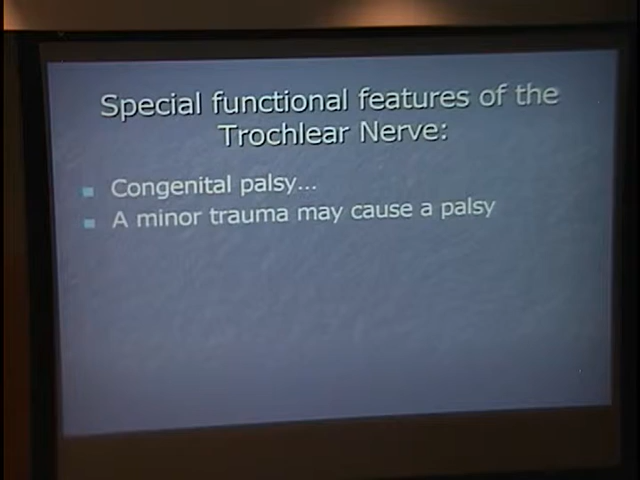 Special functional features of the
Trochlear Nerve:
Congenital palsy...
A minor trauma may cause a palsy